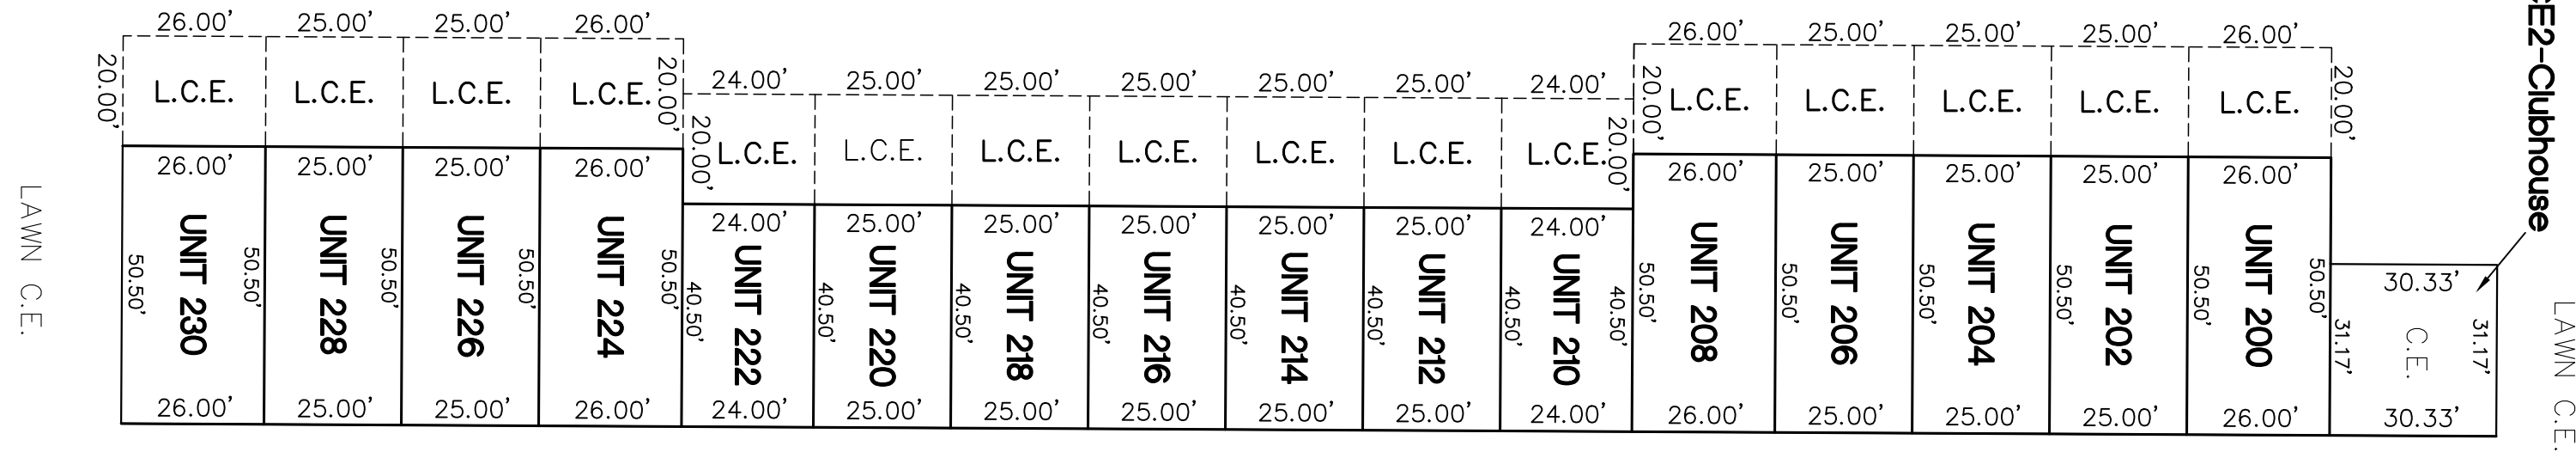 26.00' 25.00' 25.00' 26.00'
26.00' 25.00' 25.00' 25.00' 26.00'
24.00' 25.00' 25.00' 25.00' 25.00' 25.00' 24.00'
20.00' L.C.E. L.C.E. L.C.E. L.C.E. 20.00'
20.00' L.C.E. L.C.E. L.C.E. L.C.E. L.C.E. 20.00'
20.00' L.C.E. L.C.E. L.C.E. L.C.E. L.C.E. L.C.E. L.C.E. 20.00'
26.00' 25.00' 25.00' 26.00'
26.00' 25.00' 25.00' 25.00' 26.00'
24.00' 25.00' 25.00' 25.00' 25.00' 25.00' 24.00'
LAWN C.E.
50.50' UNIT 230 50.50'
UNIT 228 50.50'
UNIT 226 50.50'
UNIT 224 50.50'
40.50' UNIT 222
40.50' UNIT 220
40.50' UNIT 218
40.50' UNIT 216
40.50' UNIT 214
40.50' UNIT 212
40.50' UNIT 210 40.50'
50.50' UNIT 208
50.50' UNIT 206
50.50' UNIT 204
50.50' UNIT 202
50.50' UNIT 200 50.50'
CE2-Clubhouse
30.33'
31.17' C.E. 31.17'
30.33'
LAWN C.E.
26.00' 25.00' 25.00' 26.00' 24.00' 25.00' 25.00' 25.00' 25.00' 25.00' 24.00' 26.00' 25.00' 25.00' 25.00' 26.00'